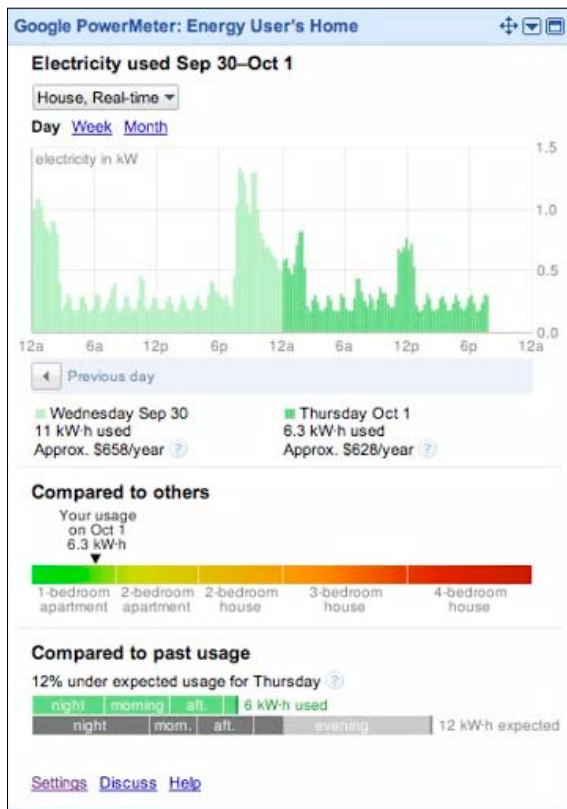 Google PowerMeter: Energy User's Home
Electricity used Sep 30–Oct 1
House, Real-time
Day Week Month
electricity in kW
1.5
1.0
0.5
0.0
12a 6a 12p 6p 12a 6a 12p 6p 12a
Previous day
Wednesday Sep 30
11 kW·h used
Approx. $658/year ?
Thursday Oct 1
6.3 kW·h used
Approx. $628/year ?
Compared to others
Your usage
on Oct 1
6.3 kW·h
1-bedroom apartment
2-bedroom apartment
2-bedroom house
3-bedroom house
4-bedroom house
Compared to past usage
12% under expected usage for Thursday ?
night morning aft. 6 kW·h used
night morn. aft. evening 12 kW·h expected
Settings Discuss Help